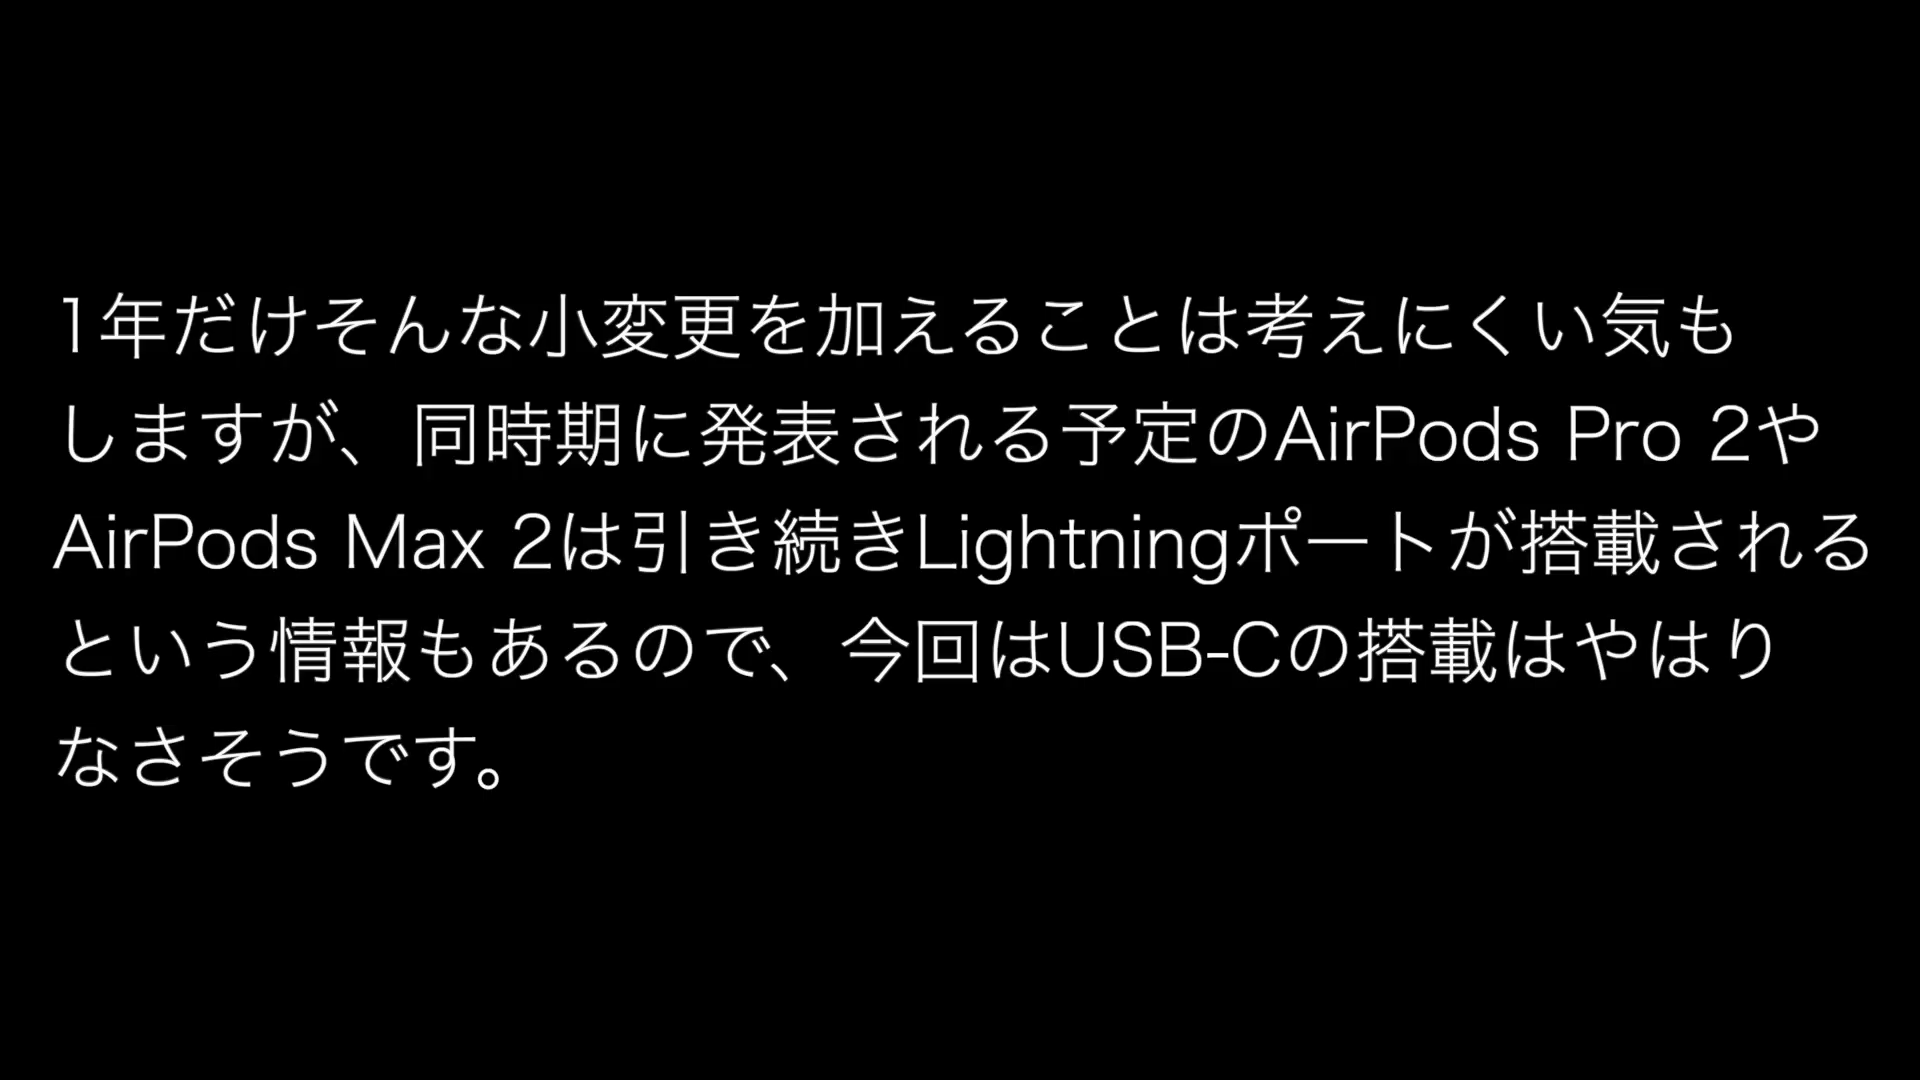 1年だけそんな小変更を加えることは考えにくい気も
しますが、同時期に発表される予定のAirPods Pro 2や
AirPods Max 2は引き続きLightningポートが搭載される
という情報もあるので、今回はUSB-Cの搭載はやはり
なさそうです。